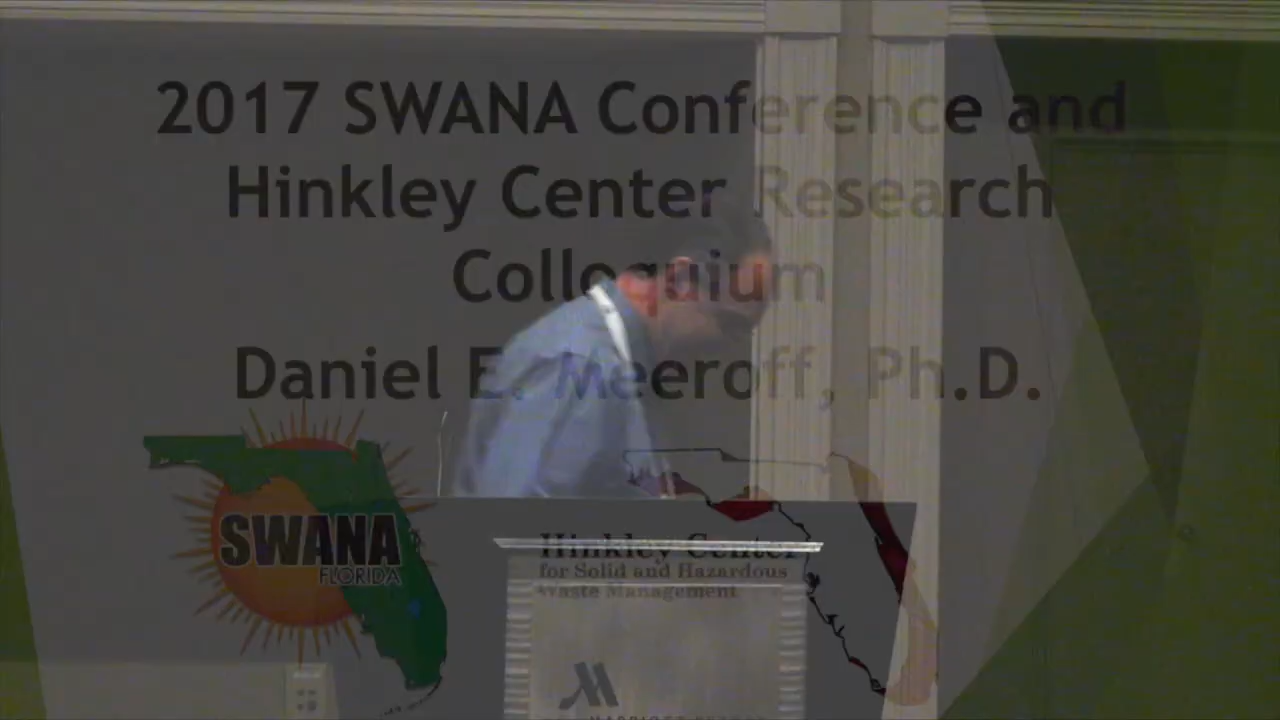 2017 SWANA Conference and
Hinkley Center Research
Colloquium
Daniel E. Meeroff, Ph.D.
SWANA
FLORIDA
Hinkley Center
for Solid and Hazardous
Waste Management
MARRIOTT